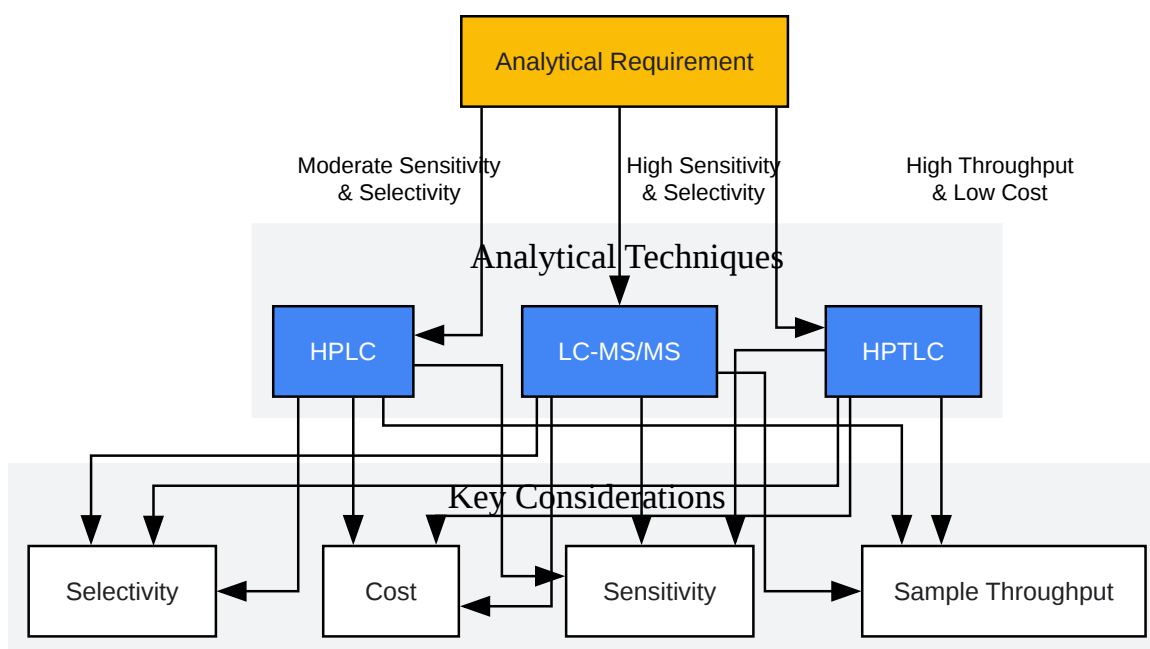 Analytical Requirement
Moderate Sensitivity
& Selectivity
High Sensitivity
& Selectivity
High Throughput
& Low Cost
Analytical Techniques
HPLC
LC-MS/MS
HPTLC
Key Considerations
Selectivity
Cost
Sensitivity
Sample Throughput